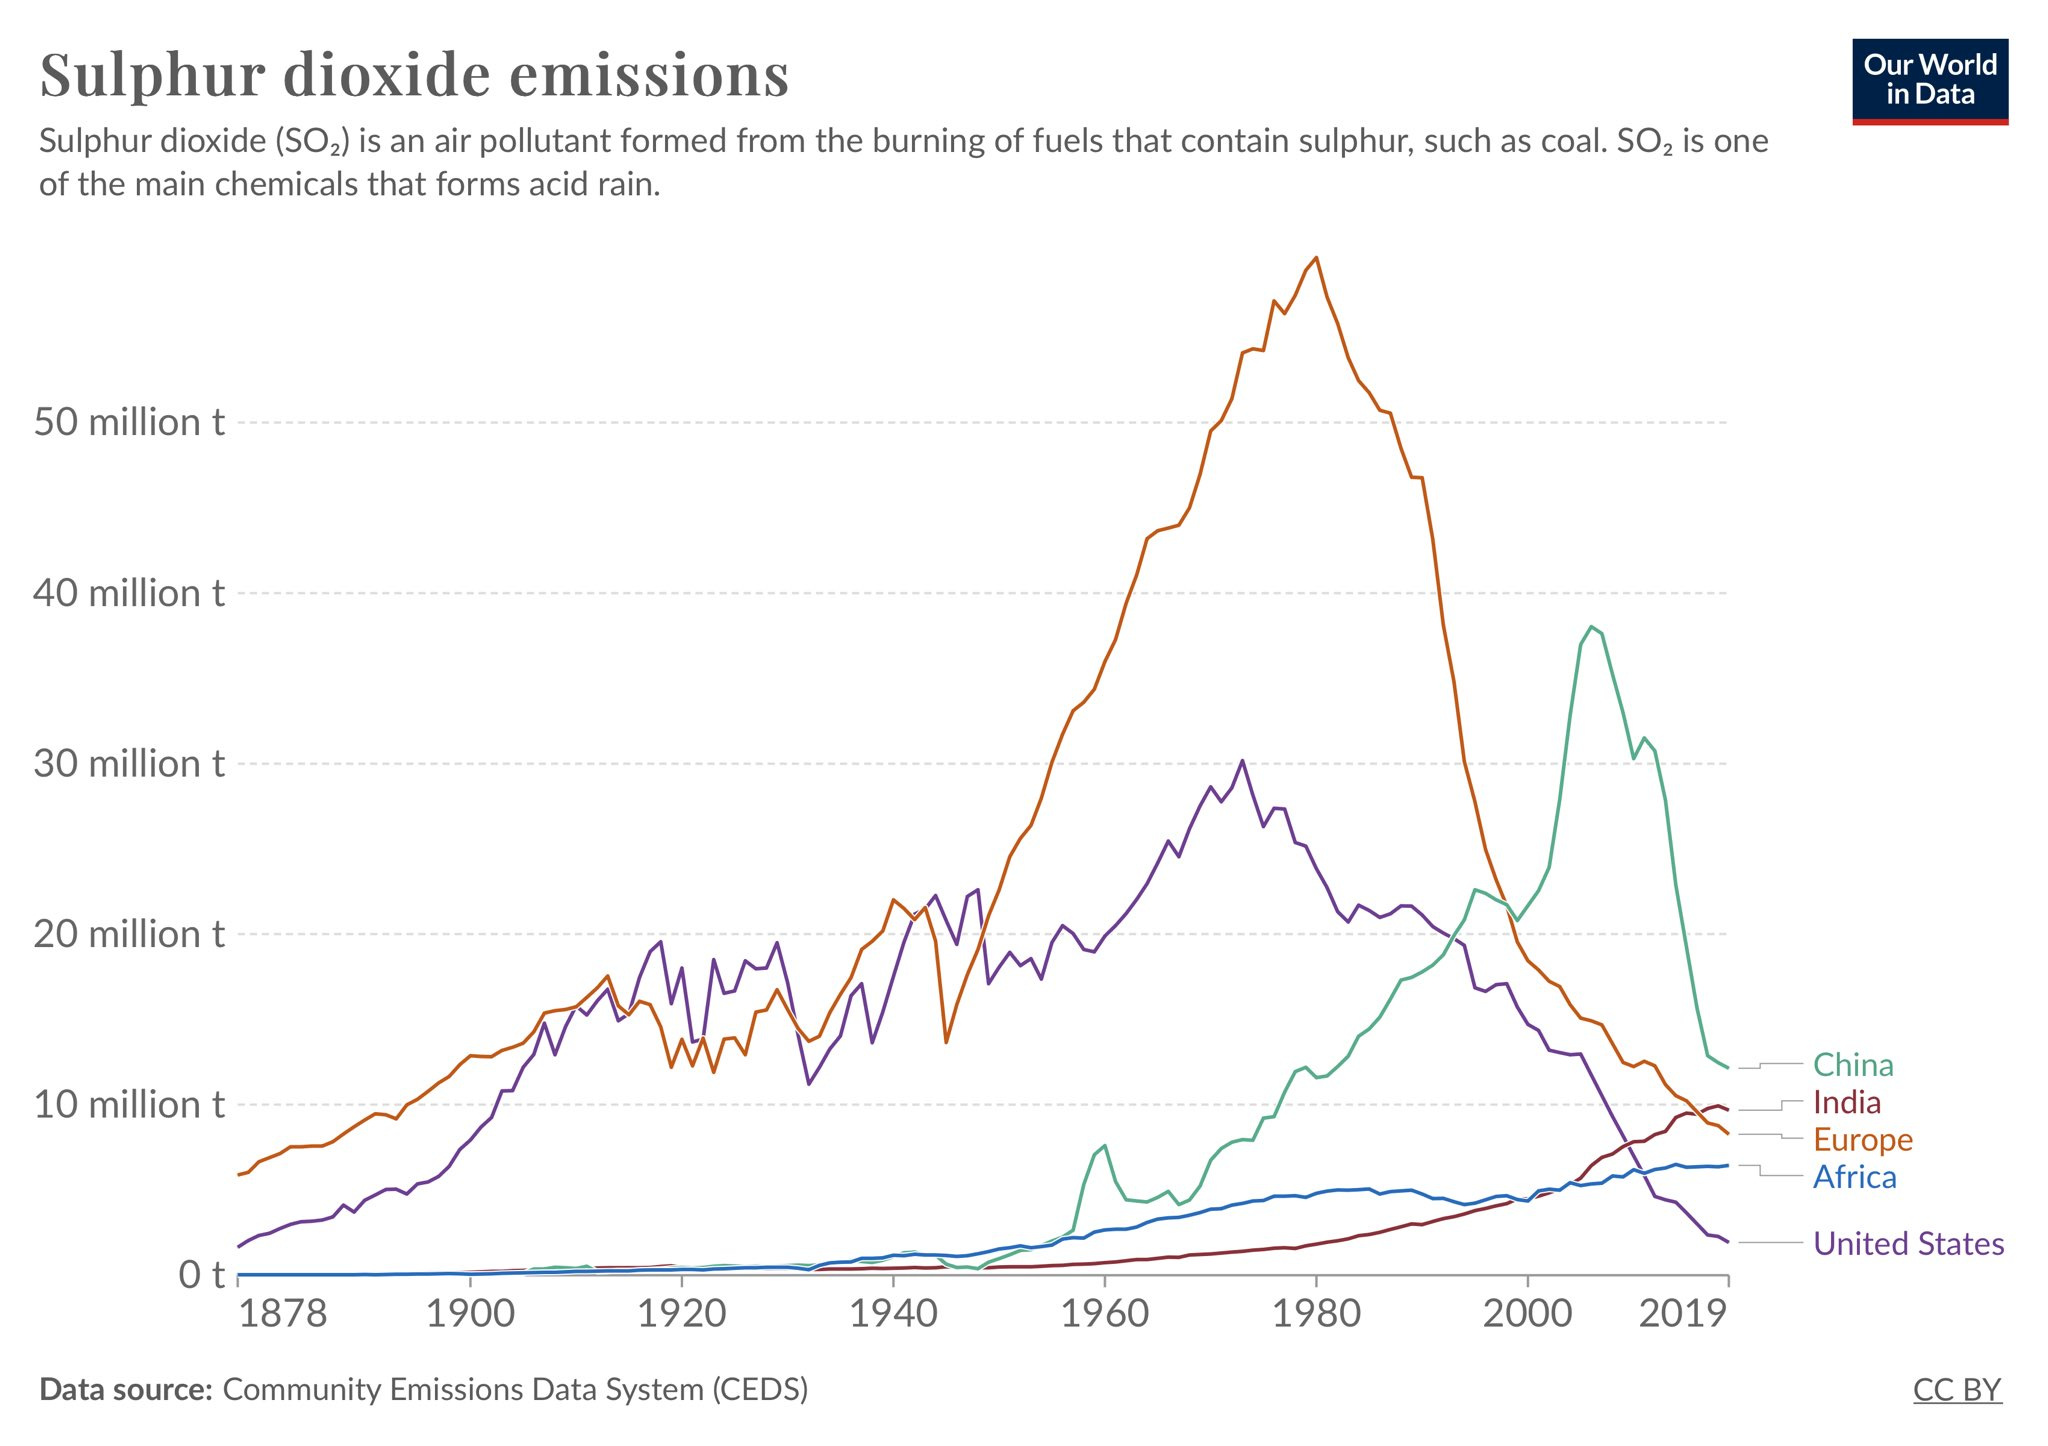 Sulphur dioxide emissions
Our World
in Data
Sulphur dioxide (SO₂) is an air pollutant formed from the burning of fuels that contain sulphur, such as coal. SO₂ is one
of the main chemicals that forms acid rain.
50 million t
40 million t
30 million t
20 million t
10 million t
0 t
China
India
Europe
Africa
United States
1878 1900 1920 1940 1960 1980 2000 2019
Data source: Community Emissions Data System (CEDS)
CC BY